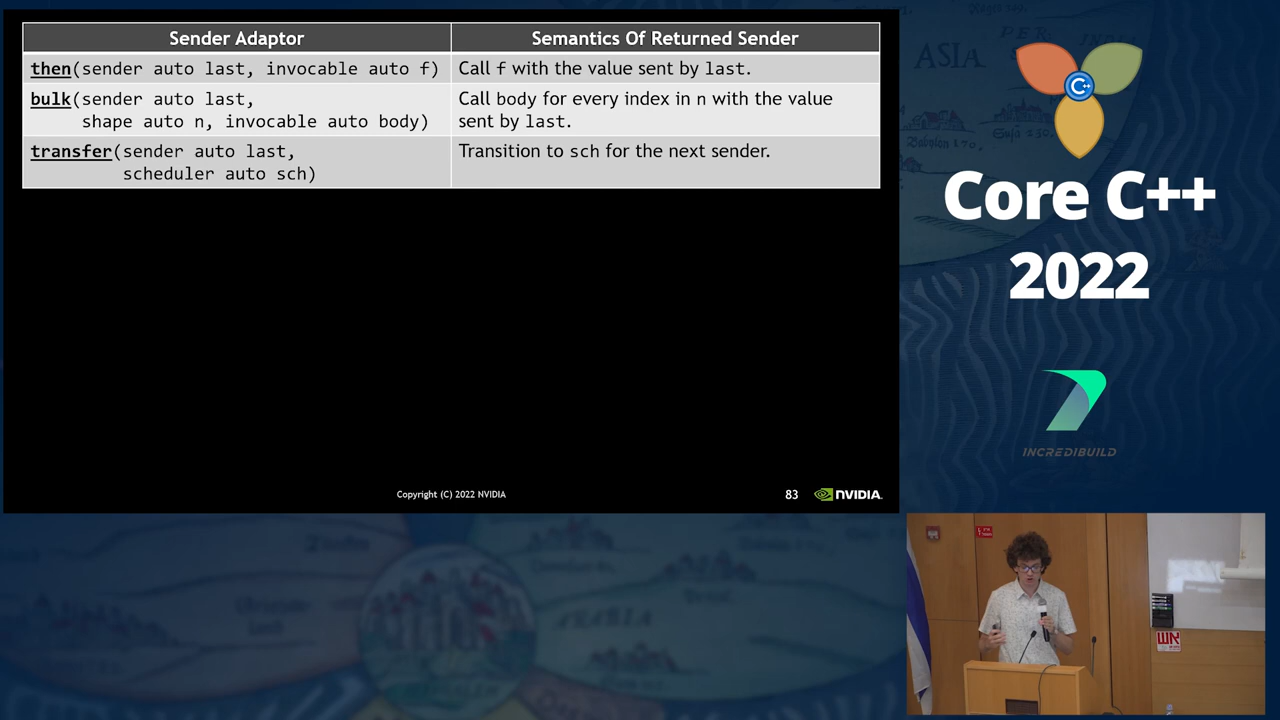 Sender Adaptor
Semantics Of Returned Sender
then(sender auto last, invocable auto f)
Call f with the value sent by last.
bulk(sender auto last,
shape auto n, invocable auto body)
Call body for every index in n with the value
sent by last.
transfer(sender auto last,
scheduler auto sch)
Transition to sch for the next sender.
Copyright (C) 2022 NVIDIA
83
NVIDIA.
ASIA
C++
Core C++
2022
INCREDIBUILD
אש